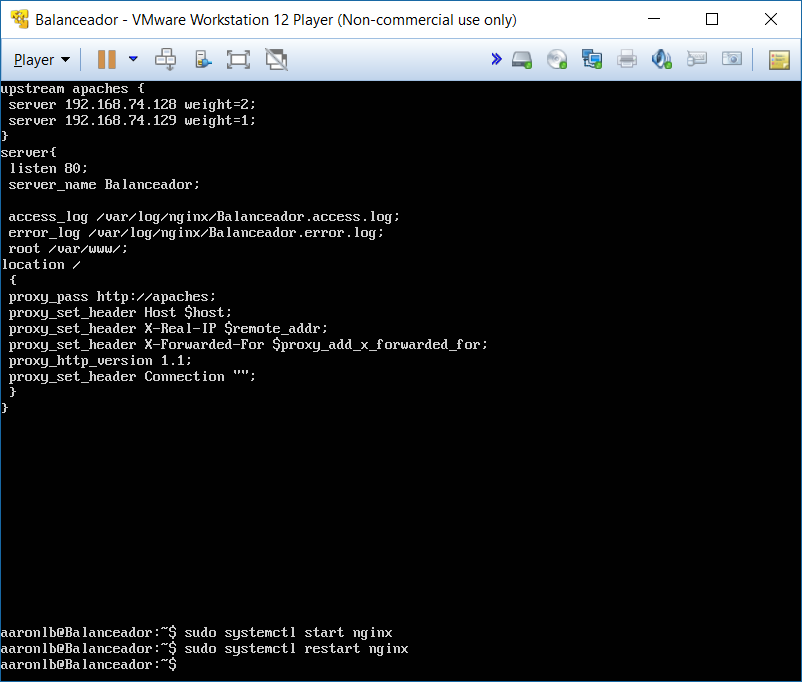 Balanceador - VMware Workstation 12 Player (Non-commercial use only)
Player
upstream apaches {
 server 192.168.74.128 weight=2;
 server 192.168.74.129 weight=1;
}
server{
 listen 80;
 server_name Balanceador;

 access_log /var/log/nginx/Balanceador.access.log;
 error_log /var/log/nginx/Balanceador.error.log;
 root /var/www/;
location /
 {
 proxy_pass http://apaches;
 proxy_set_header Host $host;
 proxy_set_header X-Real-IP $remote_addr;
 proxy_set_header X-Forwarded-For $proxy_add_x_forwarded_for;
 proxy_http_version 1.1;
 proxy_set_header Connection "";
 }
}
aaronlb@Balanceador:~$ sudo systemctl start nginx
aaronlb@Balanceador:~$ sudo systemctl restart nginx
aaronlb@Balanceador:~$